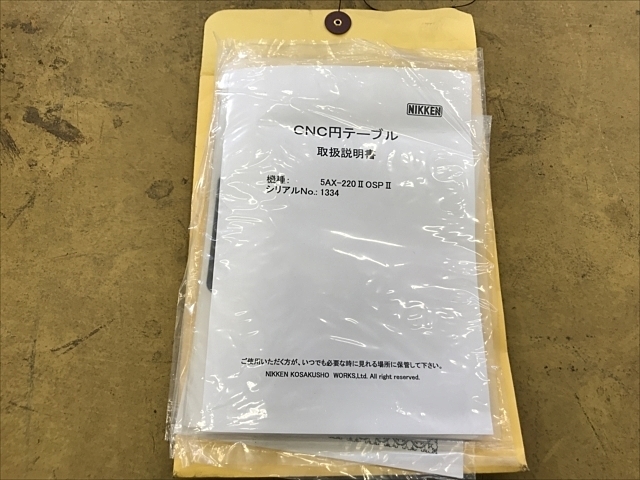 NIKKEN
CNC円テーブル
取扱説明書
機種： 5AX-220ⅡOSPⅡ
シリアルNo.: 1334
ご使用いただく方が、いつでも必要な時に見れる場所に保管して下さい。
NIKKEN KOSAKUSHO WORKS,Ltd. All right reserved.